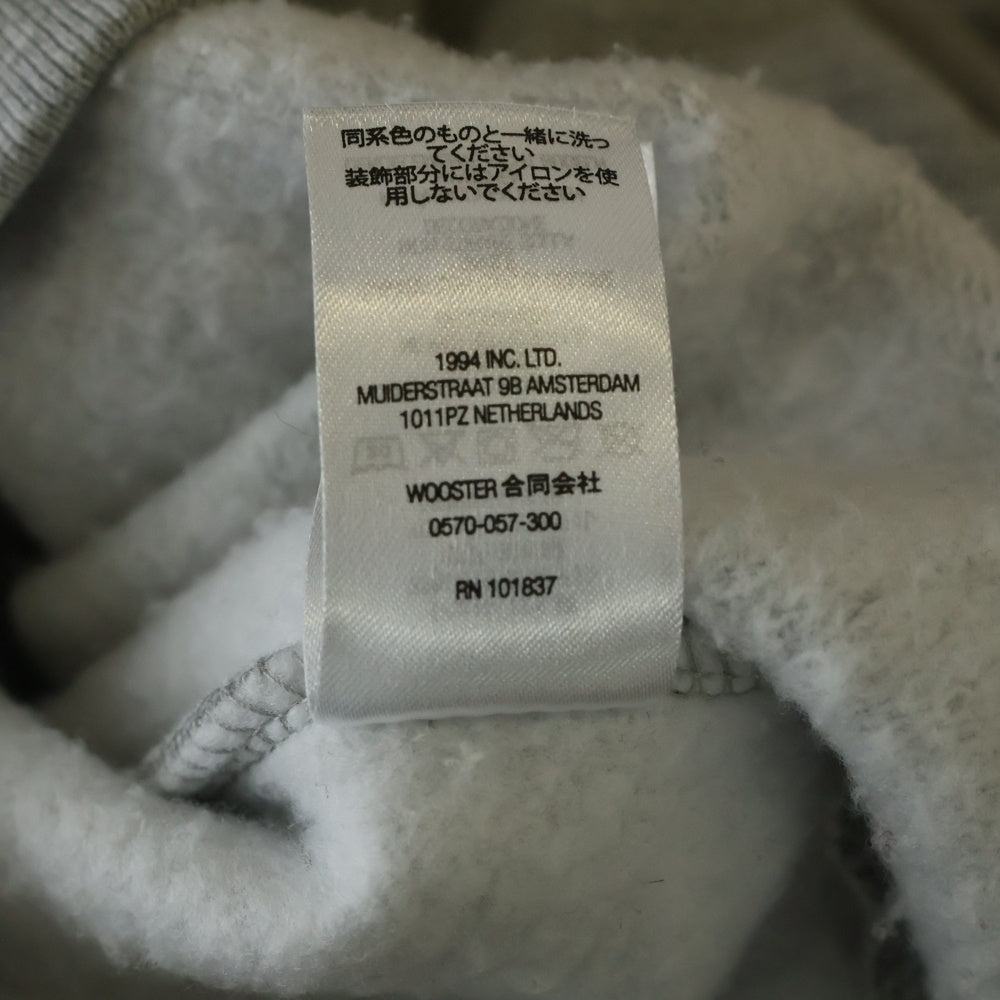 同系色のものと一緒に洗っ
てください
装飾部分にはアイロンを使
用しないでください
1994 INC. LTD.
MUIDERSTRAAT 9B AMSTERDAM
1011PZ NETHERLANDS
WOOSTER 合同会社
0570-057-300
RN 101837